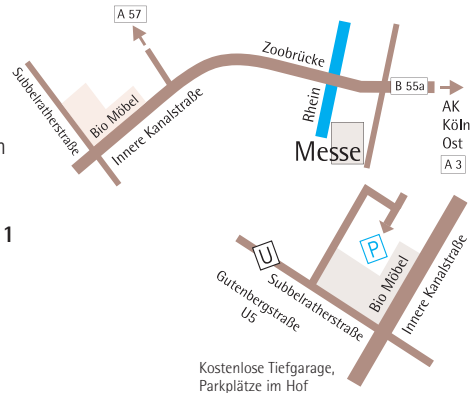 A 57
Zoobrücke
Subbelratherstraße
Bio Möbel
Innere Kanalstraße
Rhein
B 55a
AK
Köln
Ost
A 3
Messe
n
1
P
U
Subbelratherstraße
Gutenbergstraße
U5
Bio Möbel
Innere Kanalstraße
Kostenlose Tiefgarage,
Parkplätze im Hof